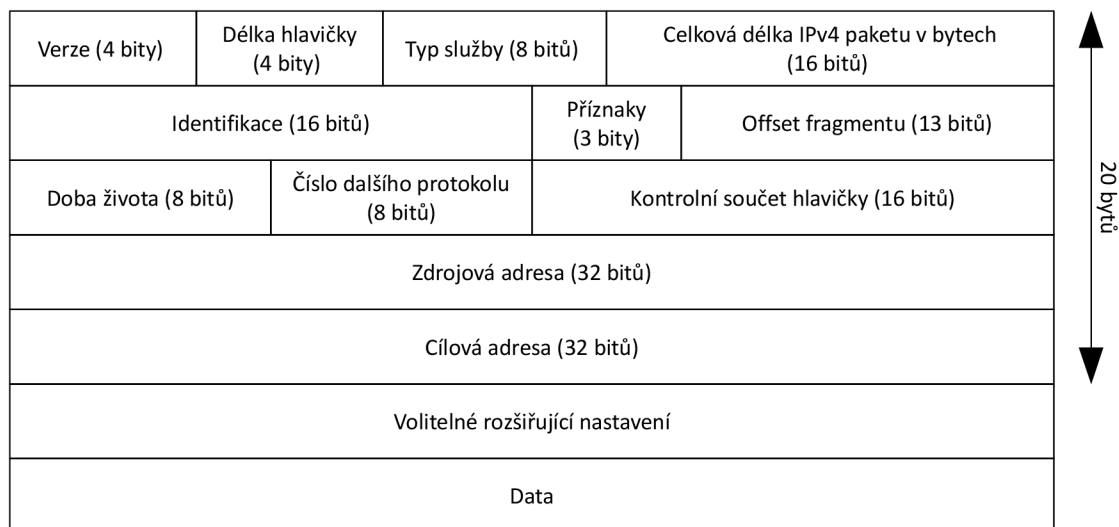 Verze (4 bity)
Délka hlavičky
(4 bity)
Typ služby (8 bitů)
Celková délka IPv4 paketu v bytech
(16 bitů)
Identifikace (16 bitů)
Příznaky
(3 bity)
Offset fragmentu (13 bitů)
Doba života (8 bitů)
Číslo dalšího protokolu
(8 bitů)
Kontrolní součet hlavičky (16 bitů)
Zdrojová adresa (32 bitů)
Cílová adresa (32 bitů)
Volitelné rozšiřující nastavení
Data
20 bytů